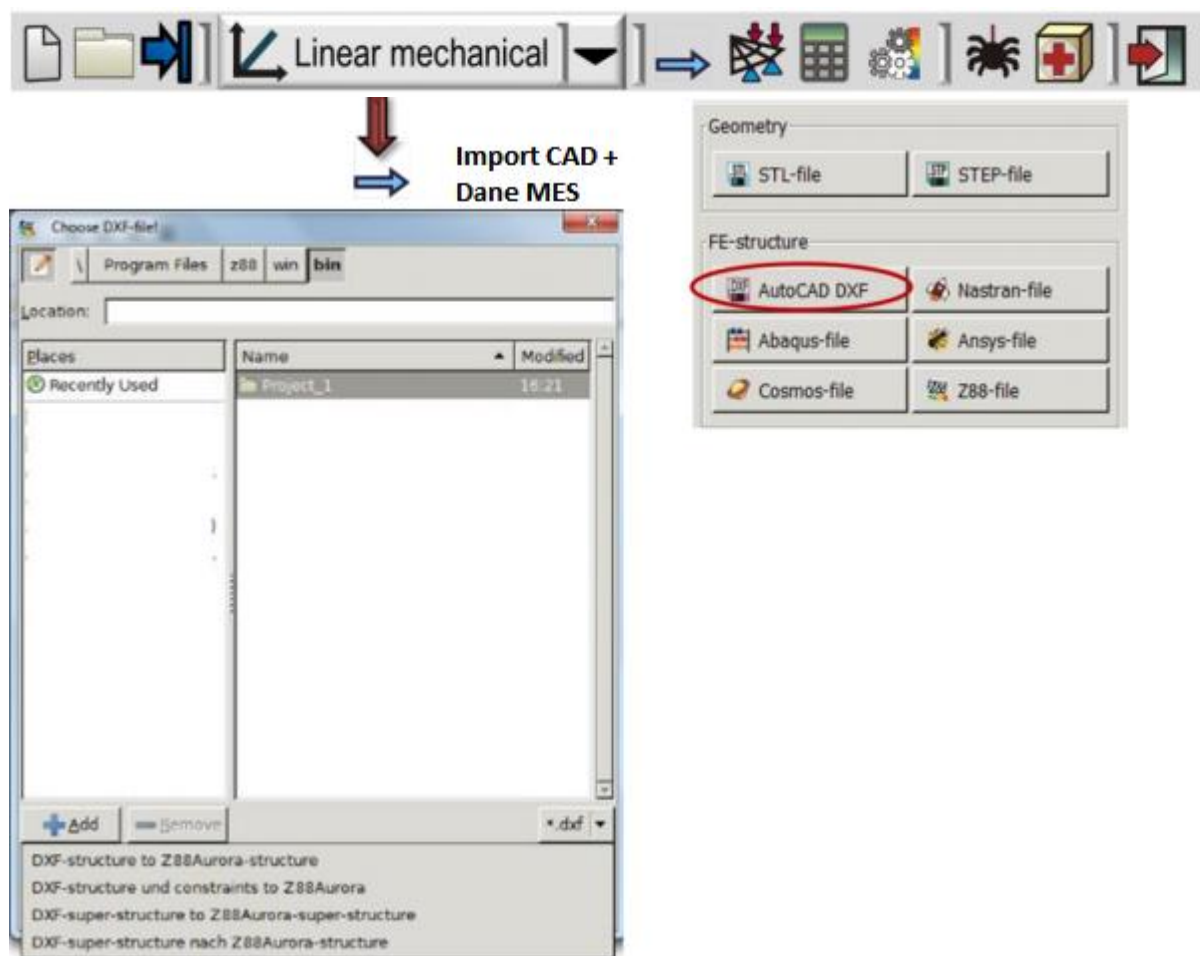 Linear mechanical
Import CAD +
Dane MES
Geometry
STL-file
STEP-file
FE-structure
AutoCAD DXF
Nastran-file
Abaqus-file
Ansys-file
Cosmos-file
Z88-file
Choose DXF-file!
\ Program Files z88 win bin
Location:
Places
Name
Modified
Recently Used
Project_1
16:21
Add
Remove
*.dxf
DXF-structure to Z88Aurora-structure
DXF-structure und constraints to Z88Aurora
DXF-super-structure to Z88Aurora-super-structure
DXF-super-structure nach Z88Aurora-structure